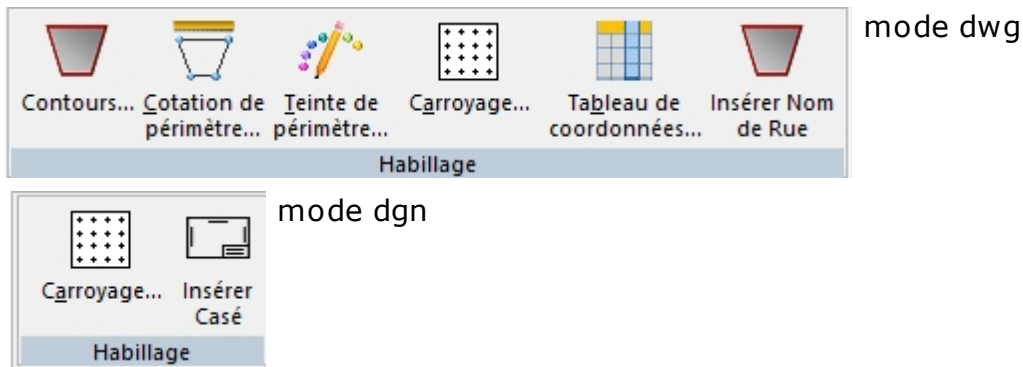 mode dwg
Contours... Cotation de périmètre... Teinte de périmètre... Carroyage... Tableau de coordonnées... Insérer Nom de Rue
Habillage
mode dgn
Carroyage... Insérer Casé
Habillage